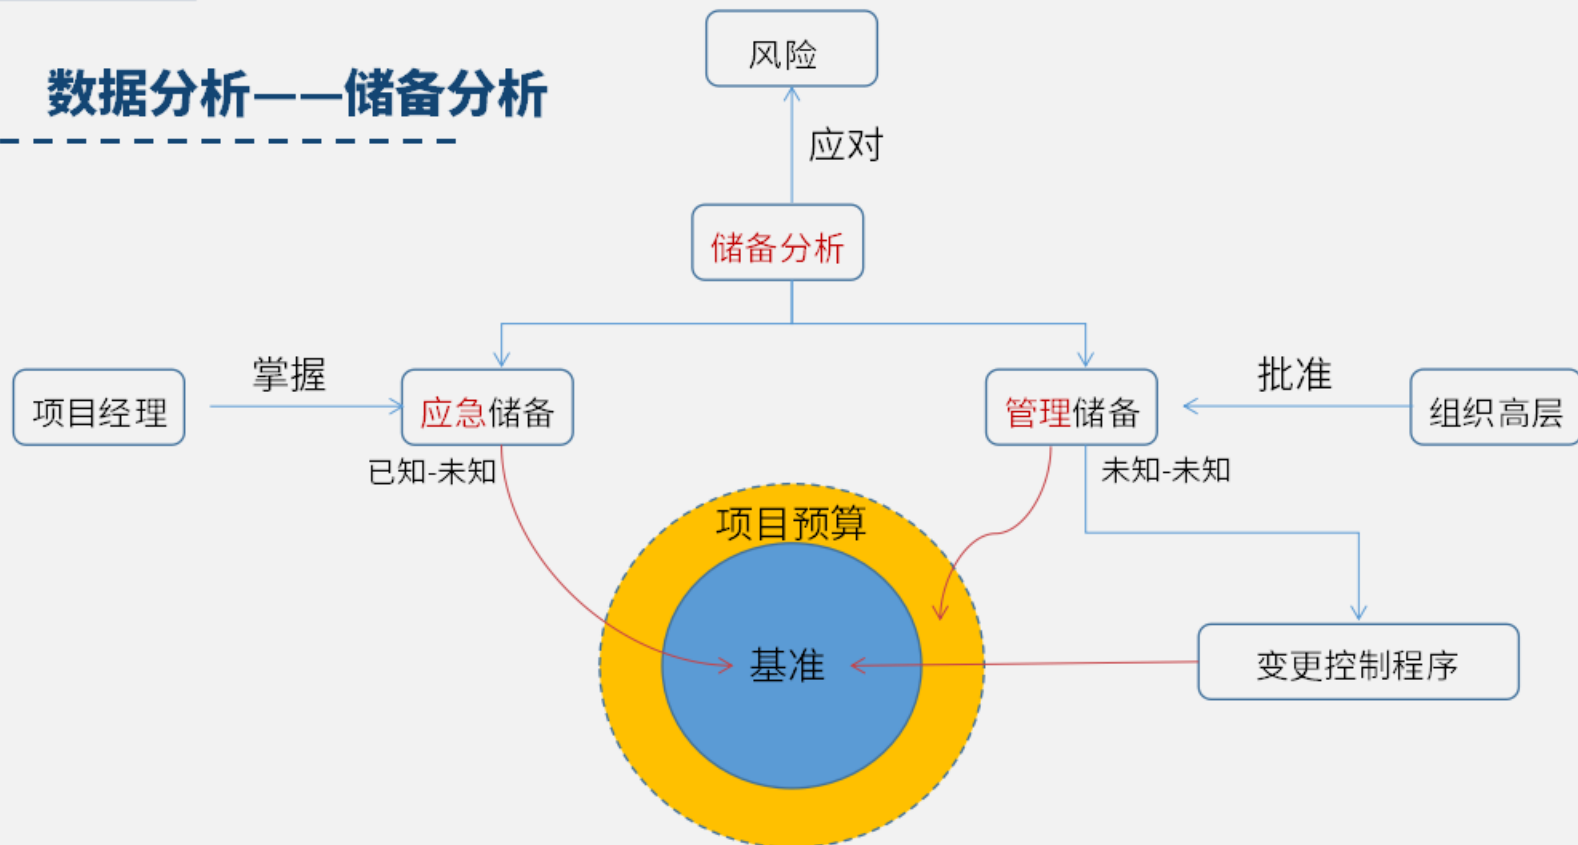 风险
数据分析——储备分析
应对
储备分析
掌握
批准
项目经理
应急储备
管理储备
组织高层
已知-未知
未知-未知
项目预算
基准
变更控制程序